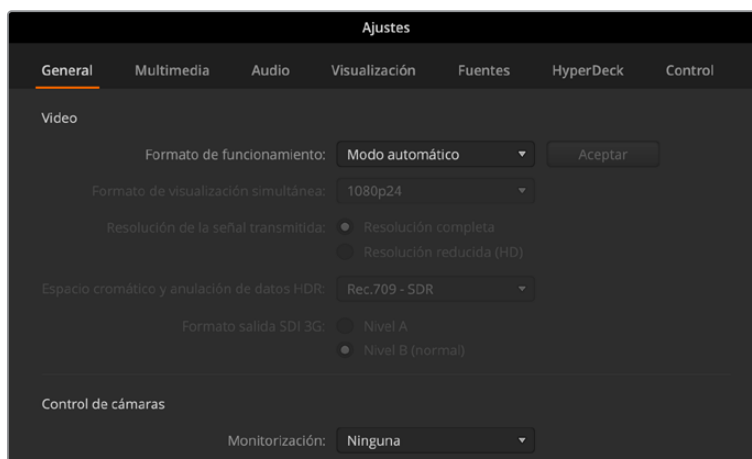 Ajustes
General Multimedia Audio Visualización Fuentes HyperDeck Control
Video
Formato de funcionamiento: Modo automático Aceptar
Formato de visualización simultánea: 1080p24
Resolución de la señal transmitida: Resolución completa
Resolución reducida (HD)
Espacio cromático y anulación de datos HDR: Rec.709 - SDR
Formato salida SDI 3G: Nivel A
Nivel B (normal)
Control de cámaras
Monitorización: Ninguna